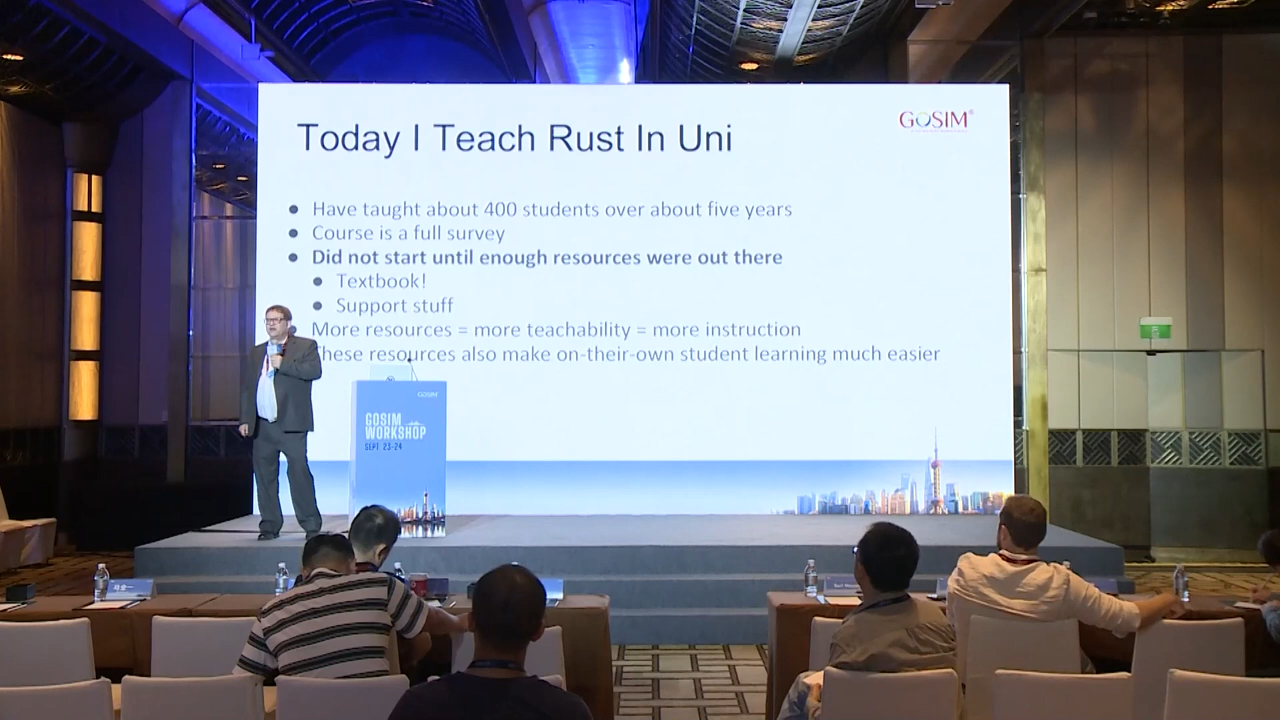 Today I Teach Rust In Uni
GOSIM
Have taught about 400 students over about five years
Course is a full survey
Did not start until enough resources were out there
Textbook!
Support stuff
More resources = more teachability = more instruction
These resources also make on-their-own student learning much easier
GOSIM
GOSIM
WORKSHOP
SEPT 23-24